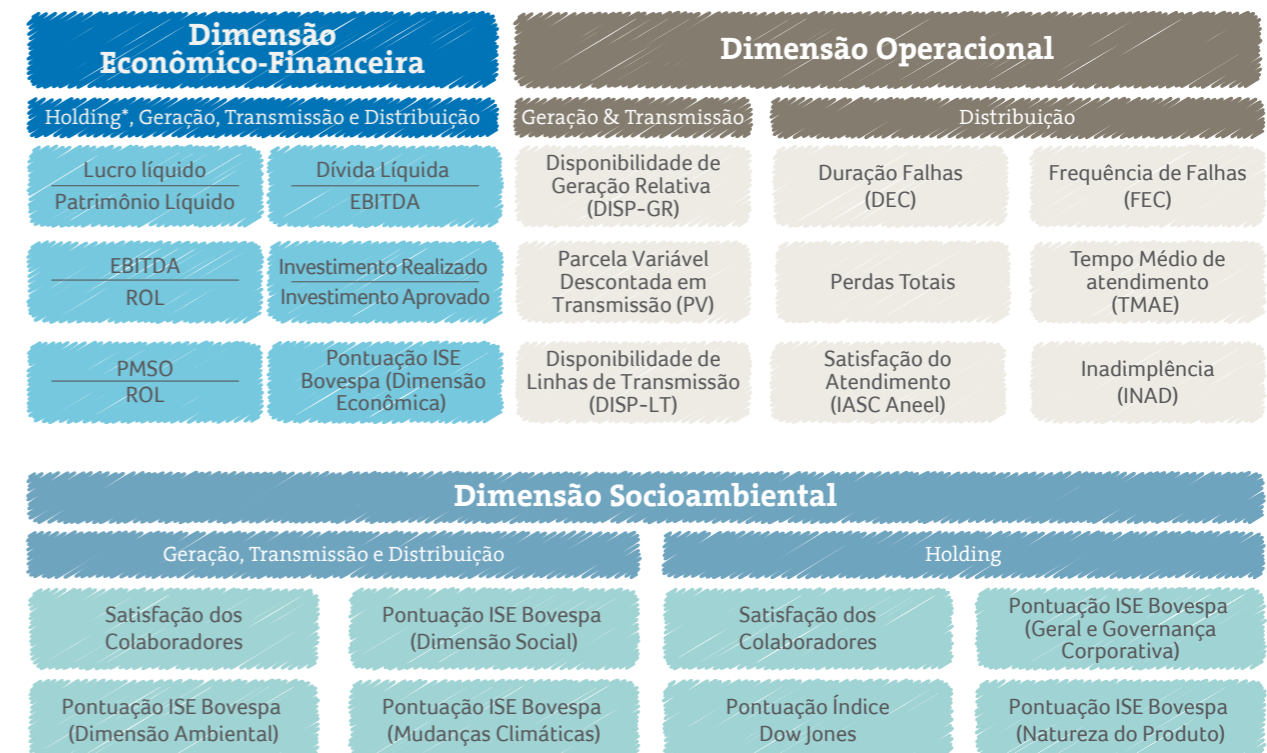 Dimensão
Econômico-Financeira
Holding*, Geração, Transmissão e Distribuição
Lucro líquido
Patrimônio Líquido
Dívida Líquida
EBITDA
EBITDA
ROL
Investimento Realizado
Investimento Aprovado
PMSO
ROL
Pontuação ISE
Bovespa (Dimensão
Econômica)
Dimensão Operacional
Geração & Transmissão
Disponibilidade de
Geração Relativa
(DISP-GR)
Parcela Variável
Descontada em
Transmissão (PV)
Disponibilidade de
Linhas de Transmissão
(DISP-LT)
Distribuição
Duração Falhas
(DEC)
Frequência de Falhas
(FEC)
Perdas Totais
Tempo Médio de
atendimento
(TMAE)
Satisfação do
Atendimento
(IASC Aneel)
Inadimplência
(INAD)
Dimensão Socioambiental
Geração, Transmissão e Distribuição
Satisfação dos
Colaboradores
Pontuação ISE Bovespa
(Dimensão Social)
Pontuação ISE Bovespa
(Dimensão Ambiental)
Pontuação ISE Bovespa
(Mudanças Climáticas)
Holding
Satisfação dos
Colaboradores
Pontuação ISE Bovespa
(Geral e Governança
Corporativa)
Pontuação Índice
Dow Jones
Pontuação ISE Bovespa
(Natureza do Produto)